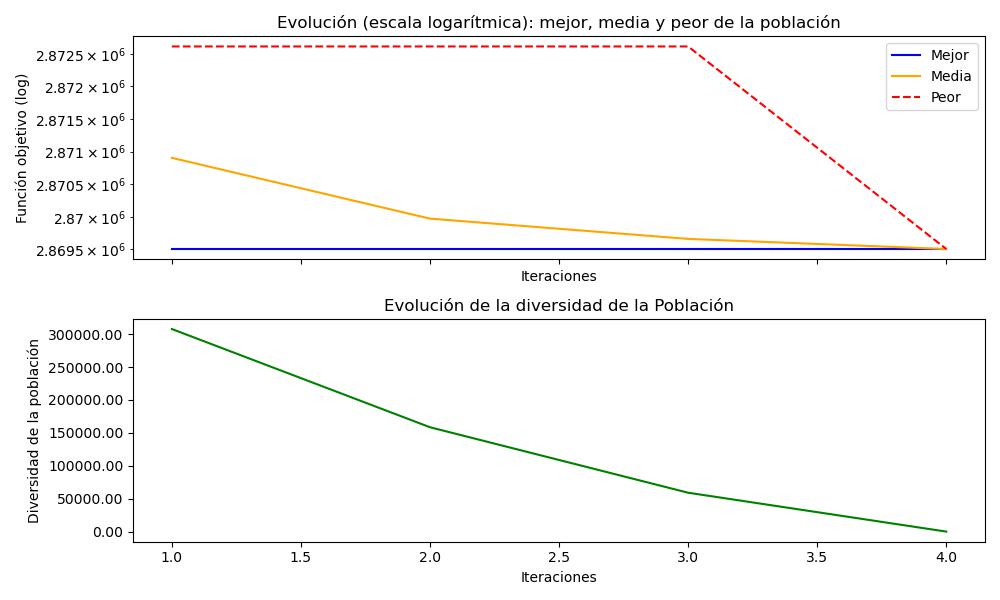 Evolución (escala logarítmica): mejor, media y peor de la población
Función objetivo (log)
2.8725 × 10⁶
2.872 × 10⁶
2.8715 × 10⁶
2.871 × 10⁶
2.8705 × 10⁶
2.87 × 10⁶
2.8695 × 10⁶
Mejor
Media
Peor
Iteraciones
Evolución de la diversidad de la Población
Diversidad de la población
300000.00
250000.00
200000.00
150000.00
100000.00
50000.00
0.00
1.0 1.5 2.0 2.5 3.0 3.5 4.0
Iteraciones